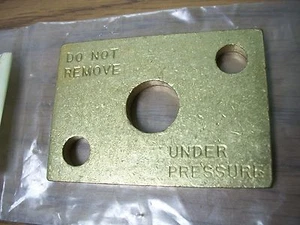 DO NOT
REMOVE
UNDER
PRESSURE